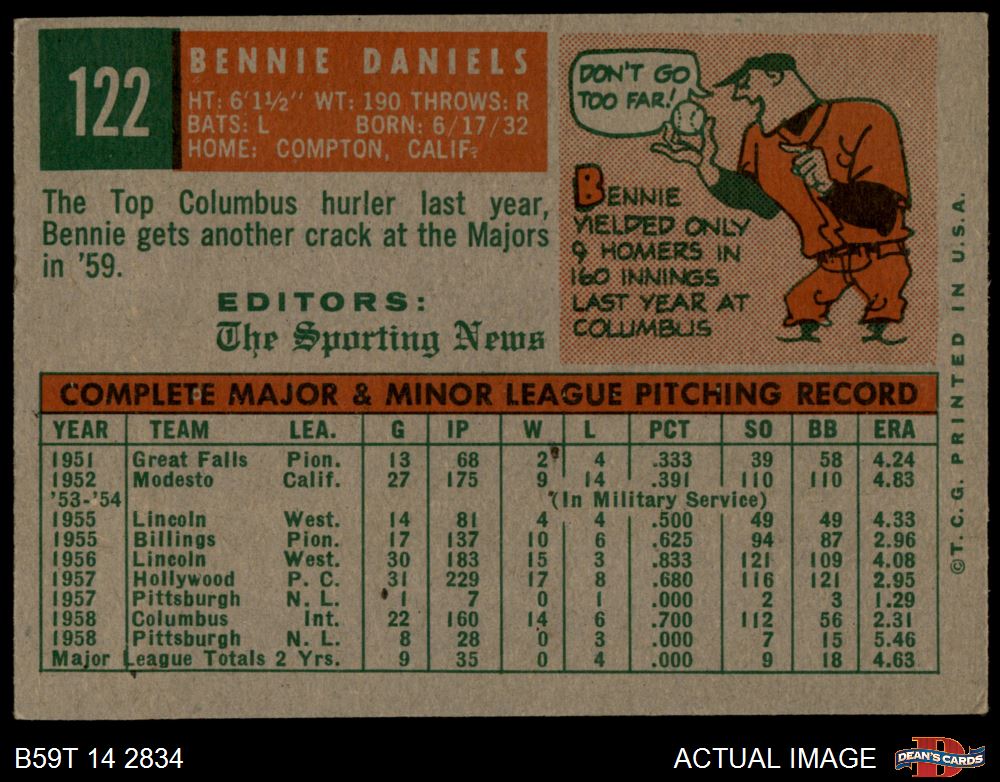 122
BENNIE DANIELS
HT: 6'1½" WT: 190 THROWS: R
BATS: L BORN: 6/17/32
HOME: COMPTON, CALIF.
The Top Columbus hurler last year,
Bennie gets another crack at the Majors
in '59.
EDITORS:
The Sporting News
DON'T GO
TOO FAR!
BENNIE
YIELDED ONLY
9 HOMERS IN
160 INNINGS
LAST YEAR AT
COLUMBUS
COMPLETE MAJOR & MINOR LEAGUE PITCHING RECORD
YEAR TEAM LEA. G IP W L PCT SO BB ERA
1951 Great Falls Pion. 13 68 2 4 .333 39 58 4.24
1952 Modesto Calif. 27 175 9 14 .391 110 110 4.83
'53-'54 (In Military Service)
1955 Lincoln West. 14 81 4 4 .500 49 49 4.33
1955 Billings Pion. 17 137 10 6 .625 94 87 2.96
1956 Lincoln West. 30 183 15 3 .833 121 109 4.08
1957 Hollywood P. C. 31 229 17 8 .680 116 121 2.95
1957 Pittsburgh N. L. 1 7 0 1 .000 2 3 1.29
1958 Columbus Int. 22 160 14 6 .700 112 56 2.31
1958 Pittsburgh N. L. 8 28 0 3 .000 7 15 5.46
Major League Totals 2 Yrs. 9 35 0 4 .000 9 18 4.63
©T. C. G. PRINTED IN U.S.A.
B59T 14 2834
ACTUAL IMAGE
D
DEAN'S CARDS